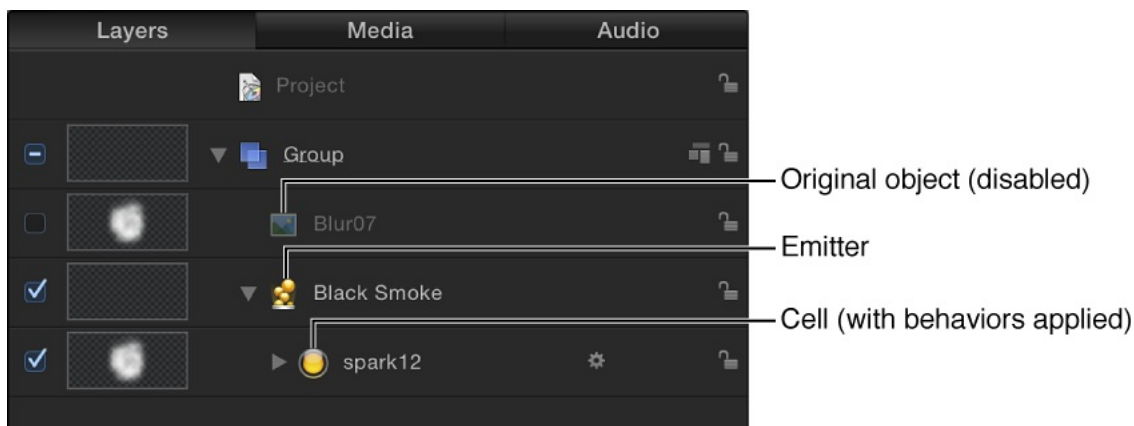 Layers Media Audio
Project
Group
Original object (disabled)
Blur07
Emitter
Black Smoke
Cell (with behaviors applied)
spark12